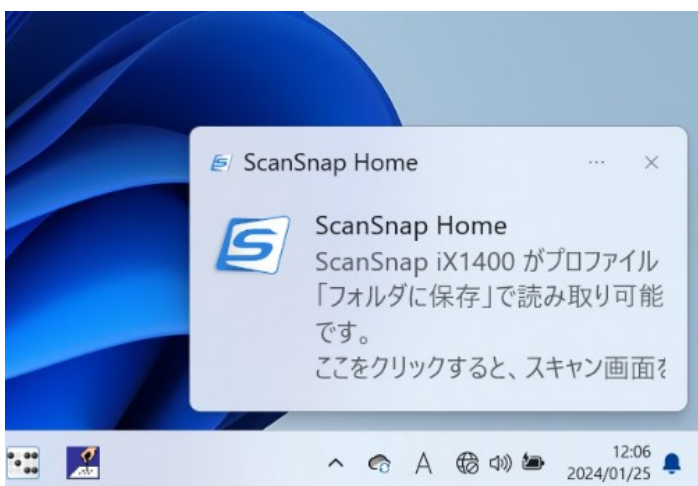 ScanSnap Home
ScanSnap Home
ScanSnap iX1400 がプロファイル
「フォルダに保存」で読み取り可能
です。
ここをクリックすると、スキャン画面を
A
12:06
2024/01/25